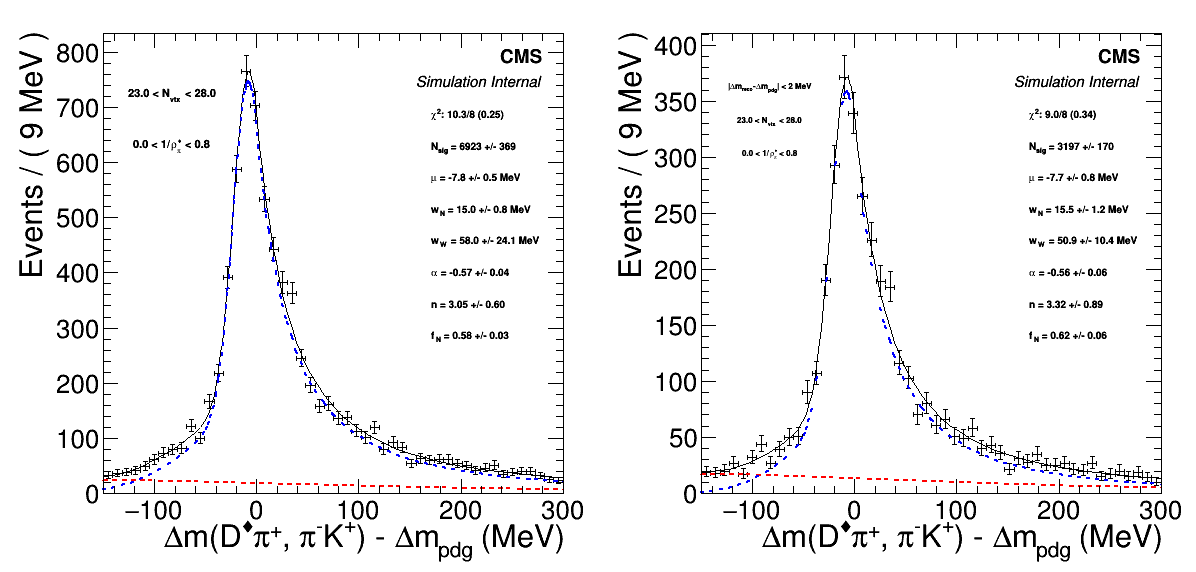 CMS
Simulation Internal
23.0 < N_vtx < 28.0
0.0 < 1/ρ_π^♦ < 0.8
χ²: 10.3/8 (0.25)
N_sig = 6923 +/- 369
μ = -7.8 +/- 0.5 MeV
w_N = 15.0 +/- 0.8 MeV
w_W = 58.0 +/- 24.1 MeV
α = -0.57 +/- 0.04
n = 3.05 +/- 0.60
f_N = 0.58 +/- 0.03
Events / ( 9 MeV )
800
700
600
500
400
300
200
100
0
−100 0 100 200 300
Δm(D♦π⁺, π⁻K⁺) - Δm_pdg (MeV)
CMS
Simulation Internal
|Δm_reco-Δm_pdg| < 2 MeV
23.0 < N_vtx < 28.0
0.0 < 1/ρ_π^♦ < 0.8
χ²: 9.0/8 (0.34)
N_sig = 3197 +/- 170
μ = -7.7 +/- 0.8 MeV
w_N = 15.5 +/- 1.2 MeV
w_W = 50.9 +/- 10.4 MeV
α = -0.56 +/- 0.06
n = 3.32 +/- 0.89
f_N = 0.62 +/- 0.06
Events / ( 9 MeV )
400
350
300
250
200
150
100
50
0
−100 0 100 200 300
Δm(D♦π⁺, π⁻K⁺) - Δm_pdg (MeV)